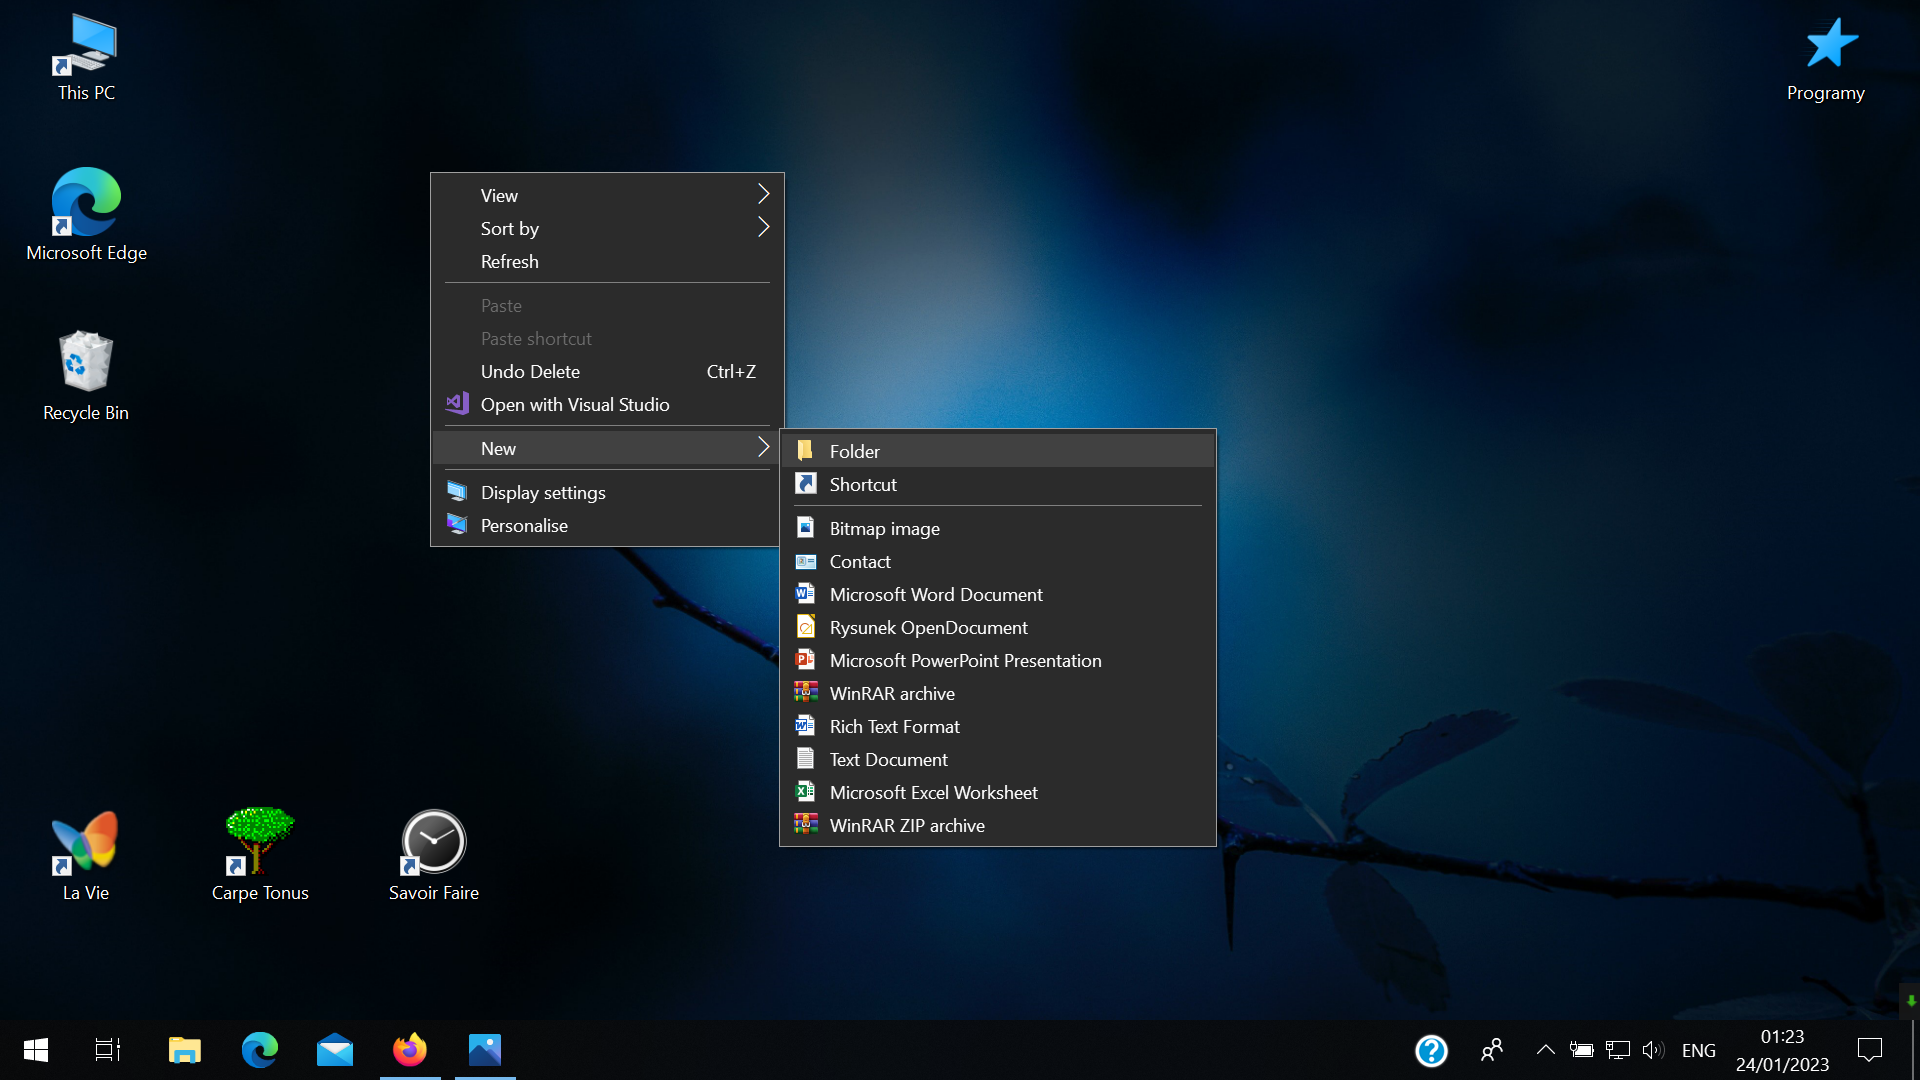 This PC
Programy
Microsoft Edge
Recycle Bin
View
Sort by
Refresh
Paste
Paste shortcut
Undo Delete Ctrl+Z
Open with Visual Studio
New
Display settings
Personalise
Folder
Shortcut
Bitmap image
Contact
Microsoft Word Document
Rysunek OpenDocument
Microsoft PowerPoint Presentation
WinRAR archive
Rich Text Format
Text Document
Microsoft Excel Worksheet
WinRAR ZIP archive
La Vie
Carpe Tonus
Savoir Faire
ENG
01:23
24/01/2023